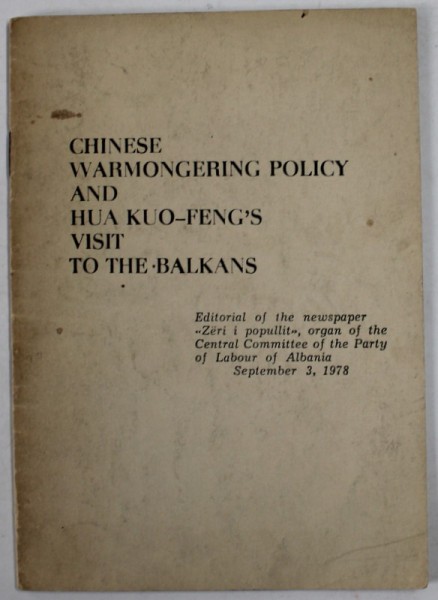 CHINESE
WARMONGERING POLICY
AND
HUA KUO-FENG'S
VISIT
TO THE BALKANS
Editorial of the newspaper
«Zëri i popullit», organ of the
Central Committee of the Party
of Labour of Albania
September 3, 1978